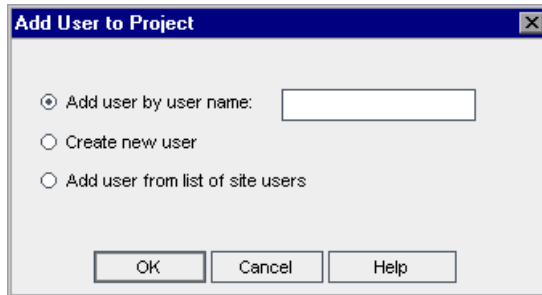 Add User to Project
Add user by user name:
Create new user
Add user from list of site users
OK Cancel Help